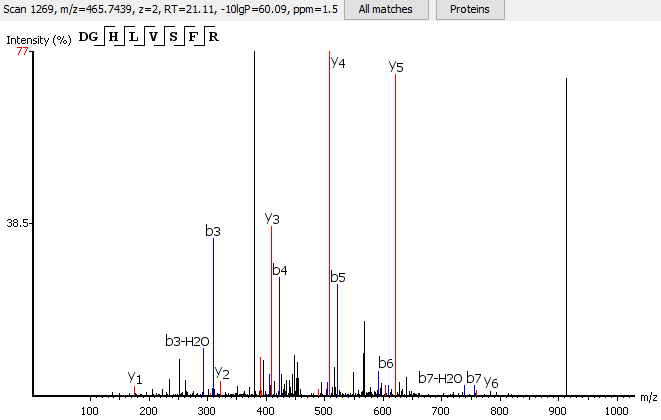 Scan 1269, m/z=465.7439, z=2, RT=21.11, -10lgP=60.09, ppm=1.5 All matches Proteins
Intensity (%) DG H L V S F R
77
y4
y5
38.5
y3
b3
b4
b5
b3-H2O
b6
y1
y2
b7-H2O b7 y6
100 200 300 400 500 600 700 800 900 1000 m/z